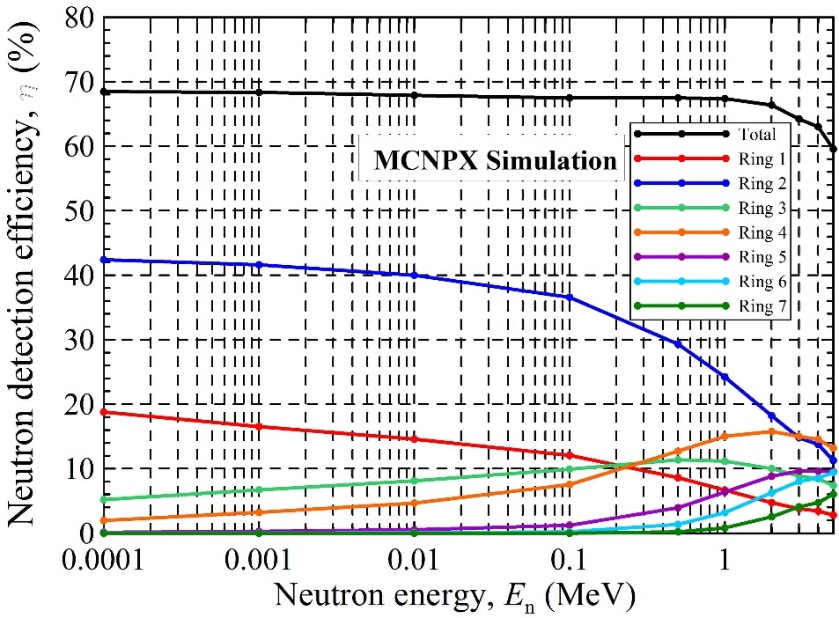 80
70
60
50
40
30
20
10
0
Neutron detection efficiency, η (%)
MCNPX Simulation
Total
Ring 1
Ring 2
Ring 3
Ring 4
Ring 5
Ring 6
Ring 7
0.0001 0.001 0.01 0.1 1
Neutron energy, Eₙ (MeV)